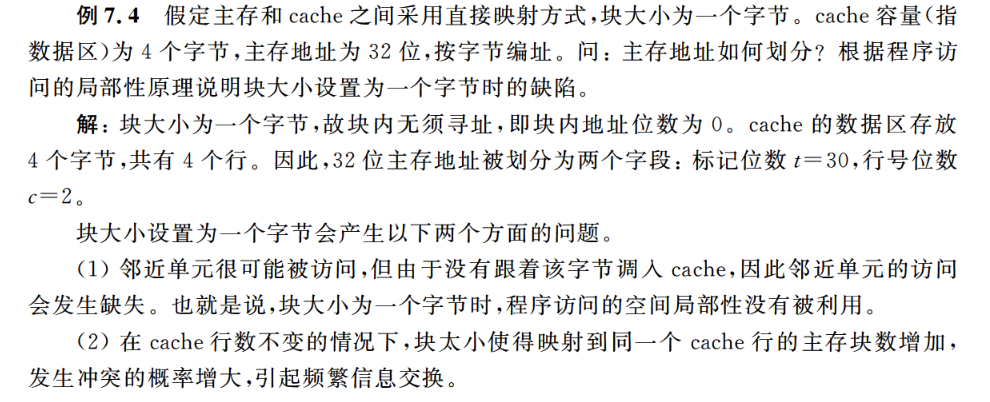 例 7.4 假定主存和 cache 之间采用直接映射方式,块大小为一个字节。cache 容量(指
数据区)为 4 个字节,主存地址为 32 位,按字节编址。问:主存地址如何划分?根据程序访
问的局部性原理说明块大小设置为一个字节时的缺陷。
解:块大小为一个字节,故块内无须寻址,即块内地址位数为 0。cache 的数据区存放
4 个字节,共有 4 个行。因此,32 位主存地址被划分为两个字段:标记位数 t=30,行号位数
c=2。
块大小设置为一个字节会产生以下两个方面的问题。
(1) 邻近单元很可能被访问,但由于没有跟着该字节调入 cache,因此邻近单元的访问
会发生缺失。也就是说,块大小为一个字节时,程序访问的空间局部性没有被利用。
(2) 在 cache 行数不变的情况下,块太小使得映射到同一个 cache 行的主存块数增加,
发生冲突的概率增大,引起频繁信息交换。